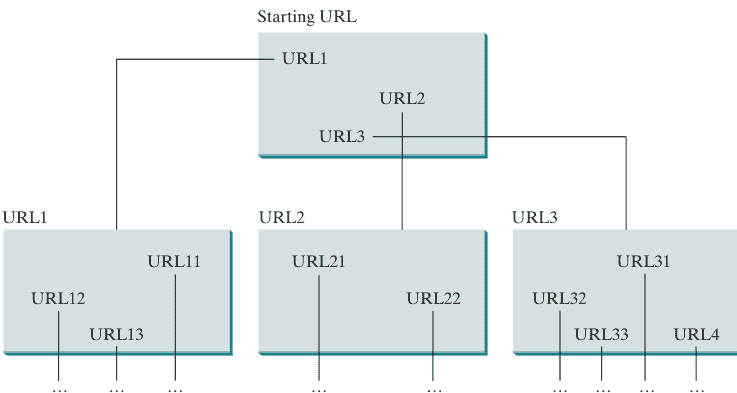 Starting URL
URL1
URL2
URL3
URL1
URL2
URL3
URL11
URL12
URL13
URL21
URL22
URL31
URL32
URL33
URL4
...
...
...
...
...
...
...
...
...